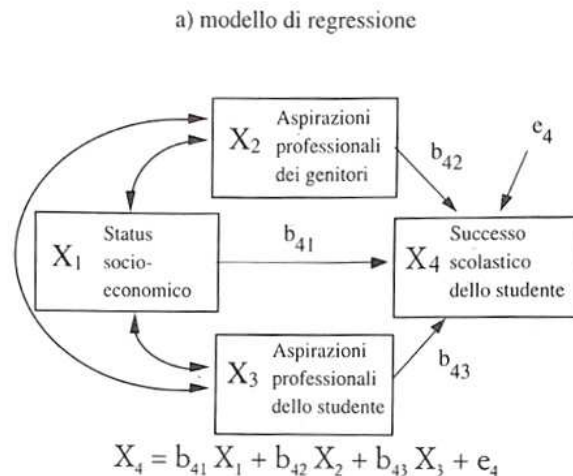 a) modello di regressione
X2 Aspirazioni
professionali
dei genitori
b42
e4
X1 Status
socio-
economico
b41
X4 Successo
scolastico
dello studente
X3 Aspirazioni
professionali
dello studente
b43
X4 = b41 X1 + b42 X2 + b43 X3 + e4